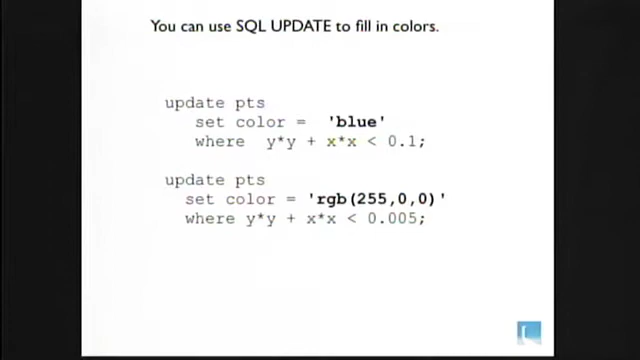 You can use SQL UPDATE to fill in colors.
update pts
set color = 'blue'
where y*y + x*x < 0.1;
update pts
set color = 'rgb(255,0,0)'
where y*y + x*x < 0.005;